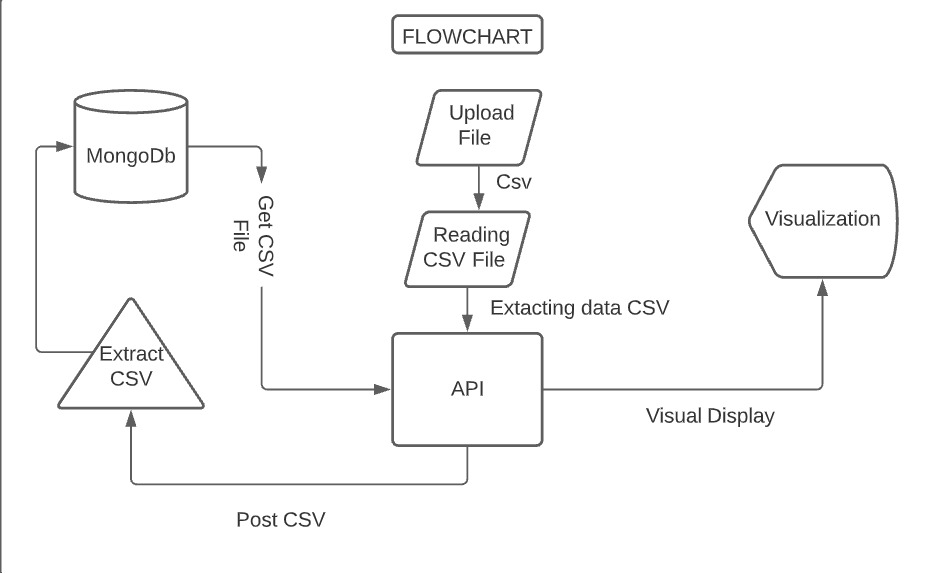 FLOWCHART
Upload
File
MongoDb
Csv
Get CSV
File
Reading
CSV File
Visualization
Extacting data CSV
Extract
CSV
API
Visual Display
Post CSV